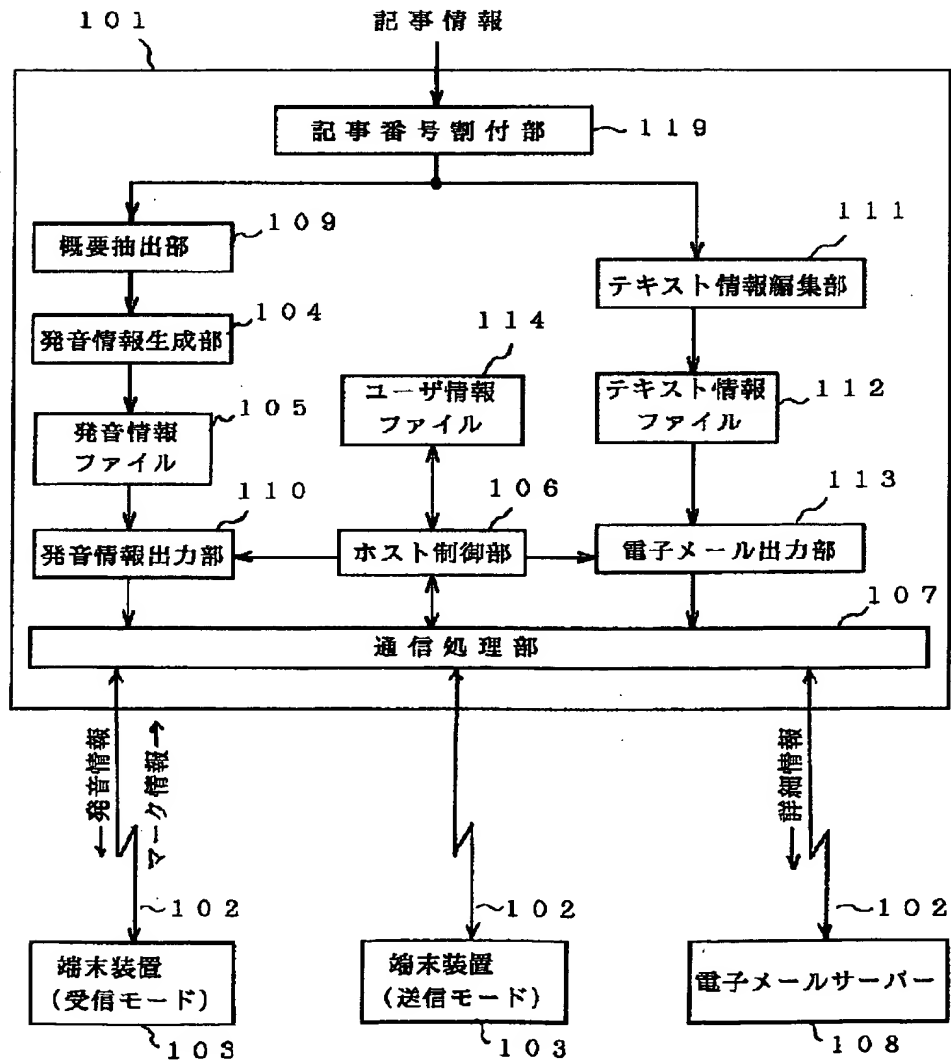 101
記事情報
記事番号割付部
119
概要抽出部
109
111
テキスト情報編集部
発音情報生成部
104
114
ユーザ情報
ファイル
テキスト情報
ファイル
112
発音情報
ファイル
105
110
発音情報出力部
106
ホスト制御部
113
電子メール出力部
107
通信処理部
←発音情報
マーク情報→
←詳細情報
102
102
102
端末装置
(受信モード)
103
端末装置
(送信モード)
103
電子メールサーバー
108